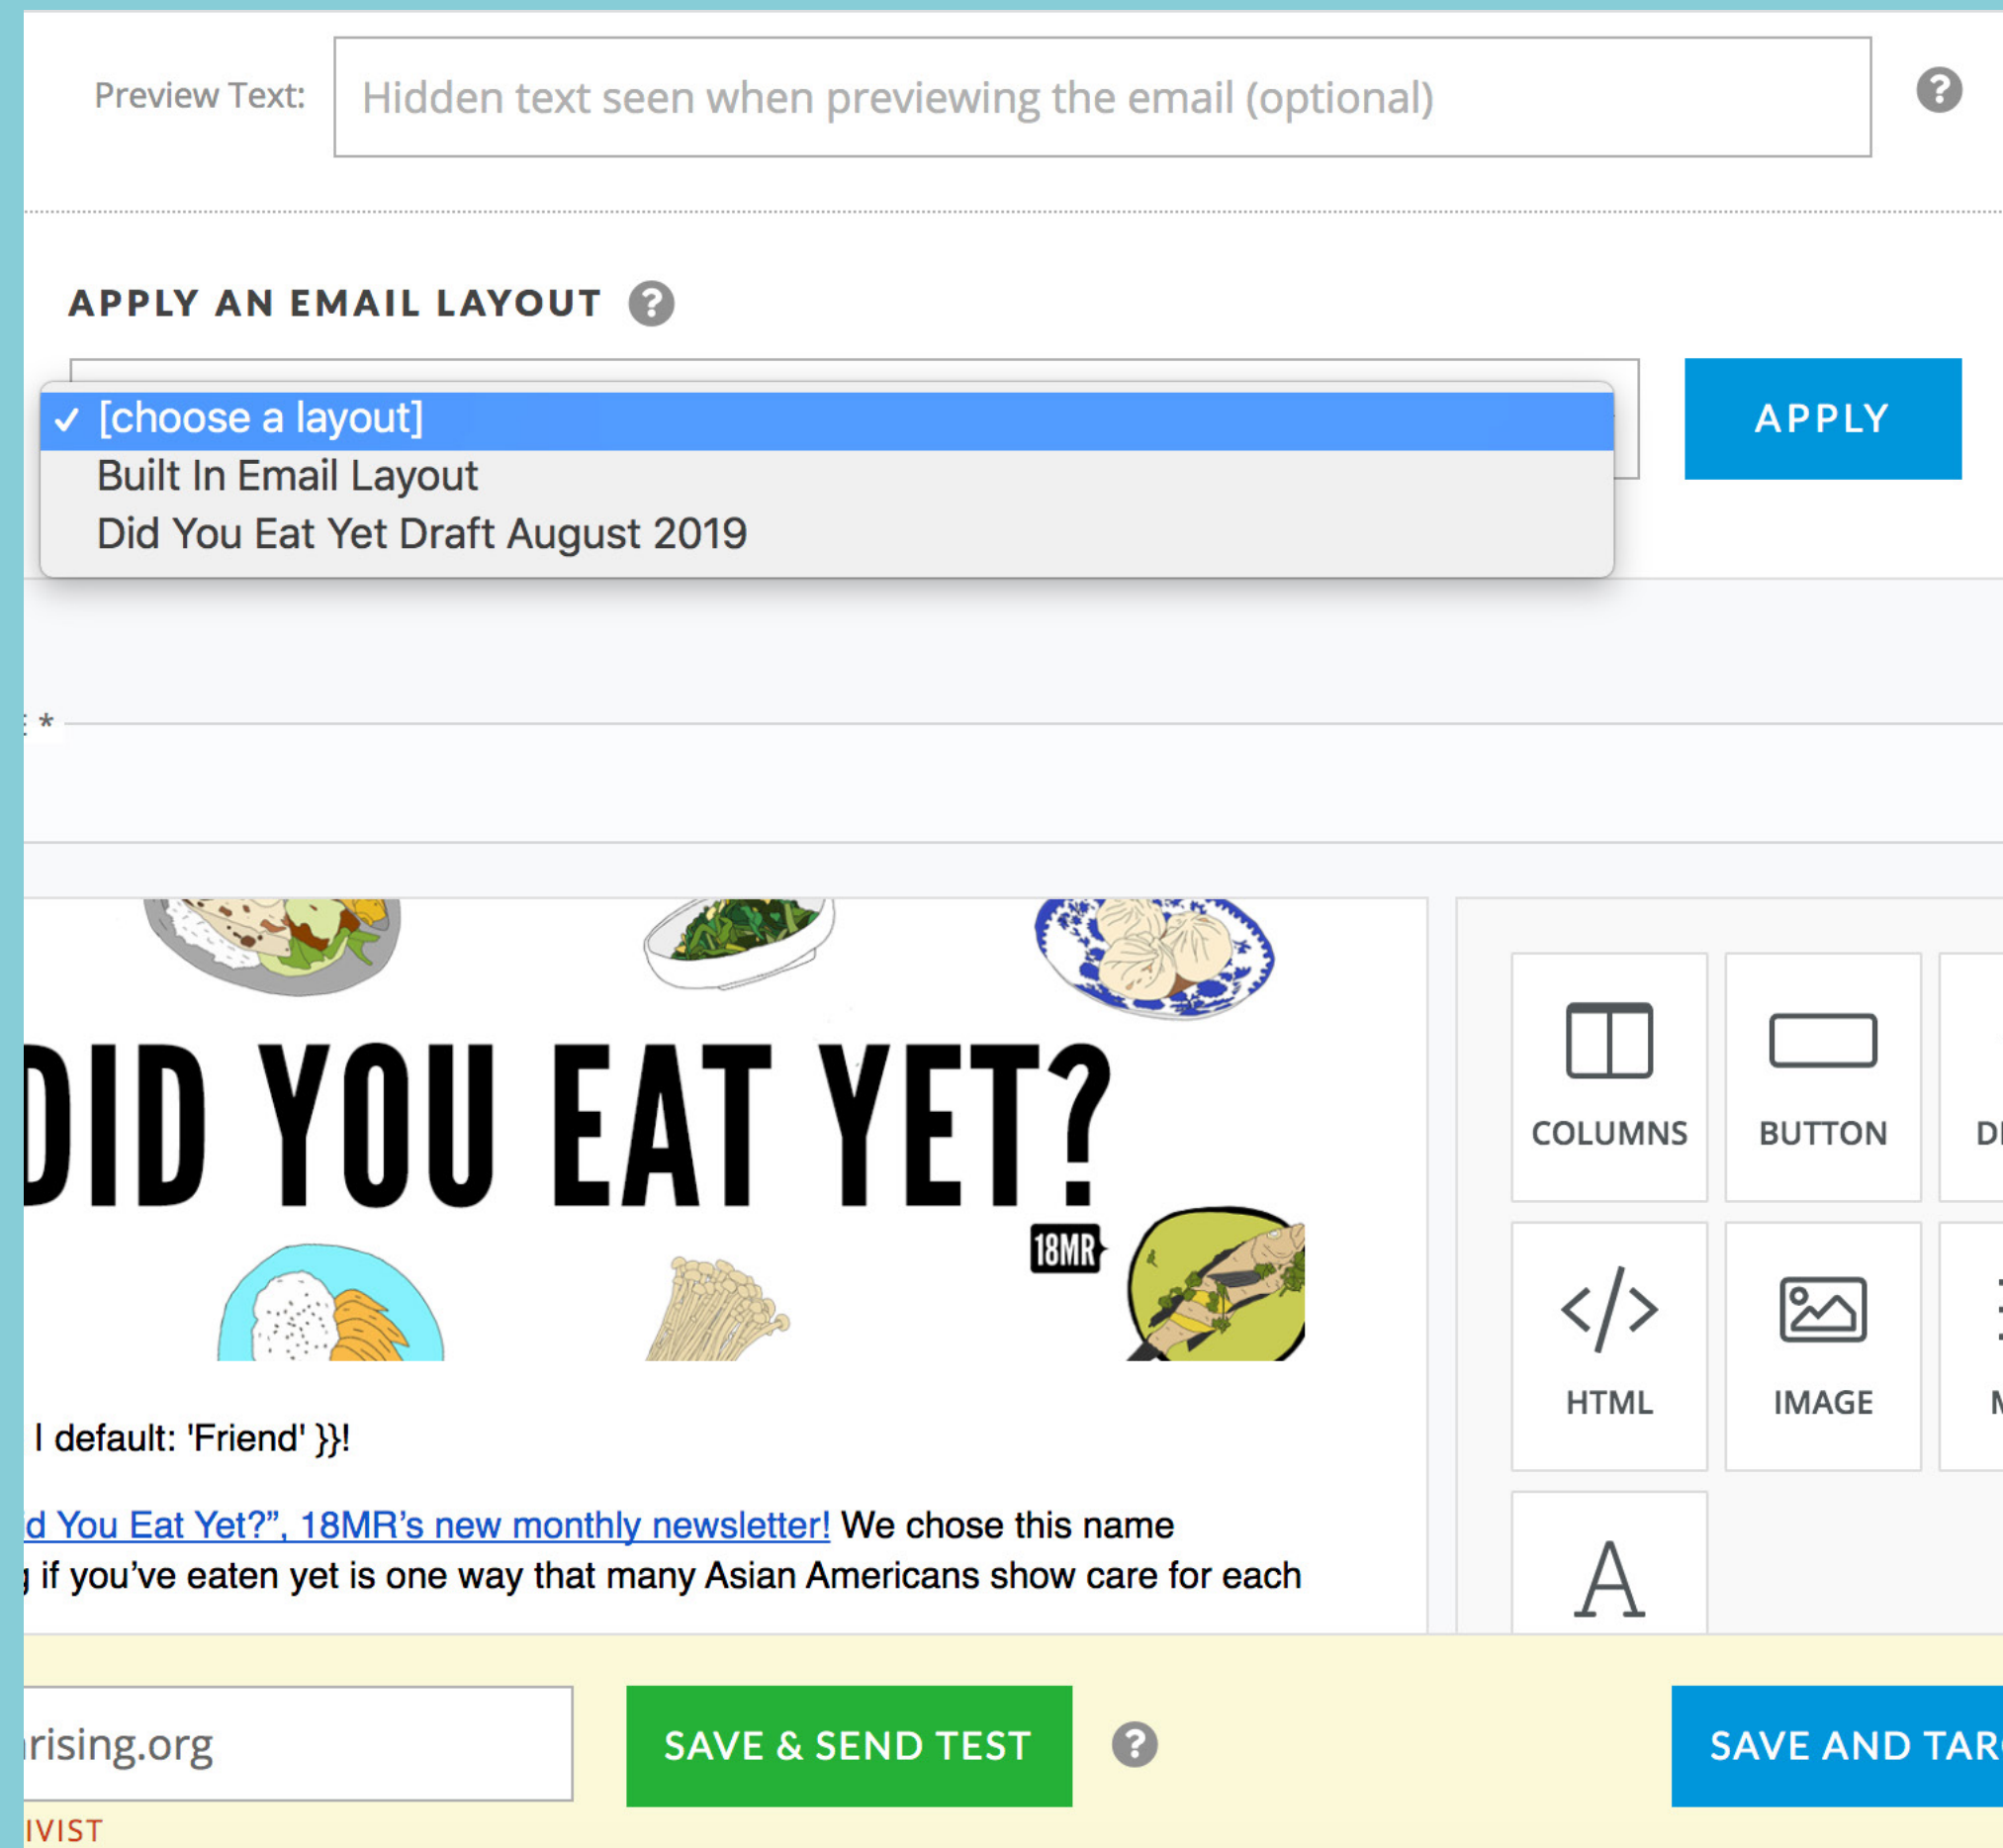 Preview Text: Hidden text seen when previewing the email (optional) ?
APPLY AN EMAIL LAYOUT ?
✓ [choose a layout]
APPLY
Built In Email Layout
Did You Eat Yet Draft August 2019
*
DID YOU EAT YET?
18MR
COLUMNS
BUTTON
</>
HTML
IMAGE
A
| default: 'Friend' }}!
d You Eat Yet?”, 18MR’s new monthly newsletter! We chose this name
if you’ve eaten yet is one way that many Asian Americans show care for each
rising.org
SAVE & SEND TEST ?
SAVE AND TAR
IVIST